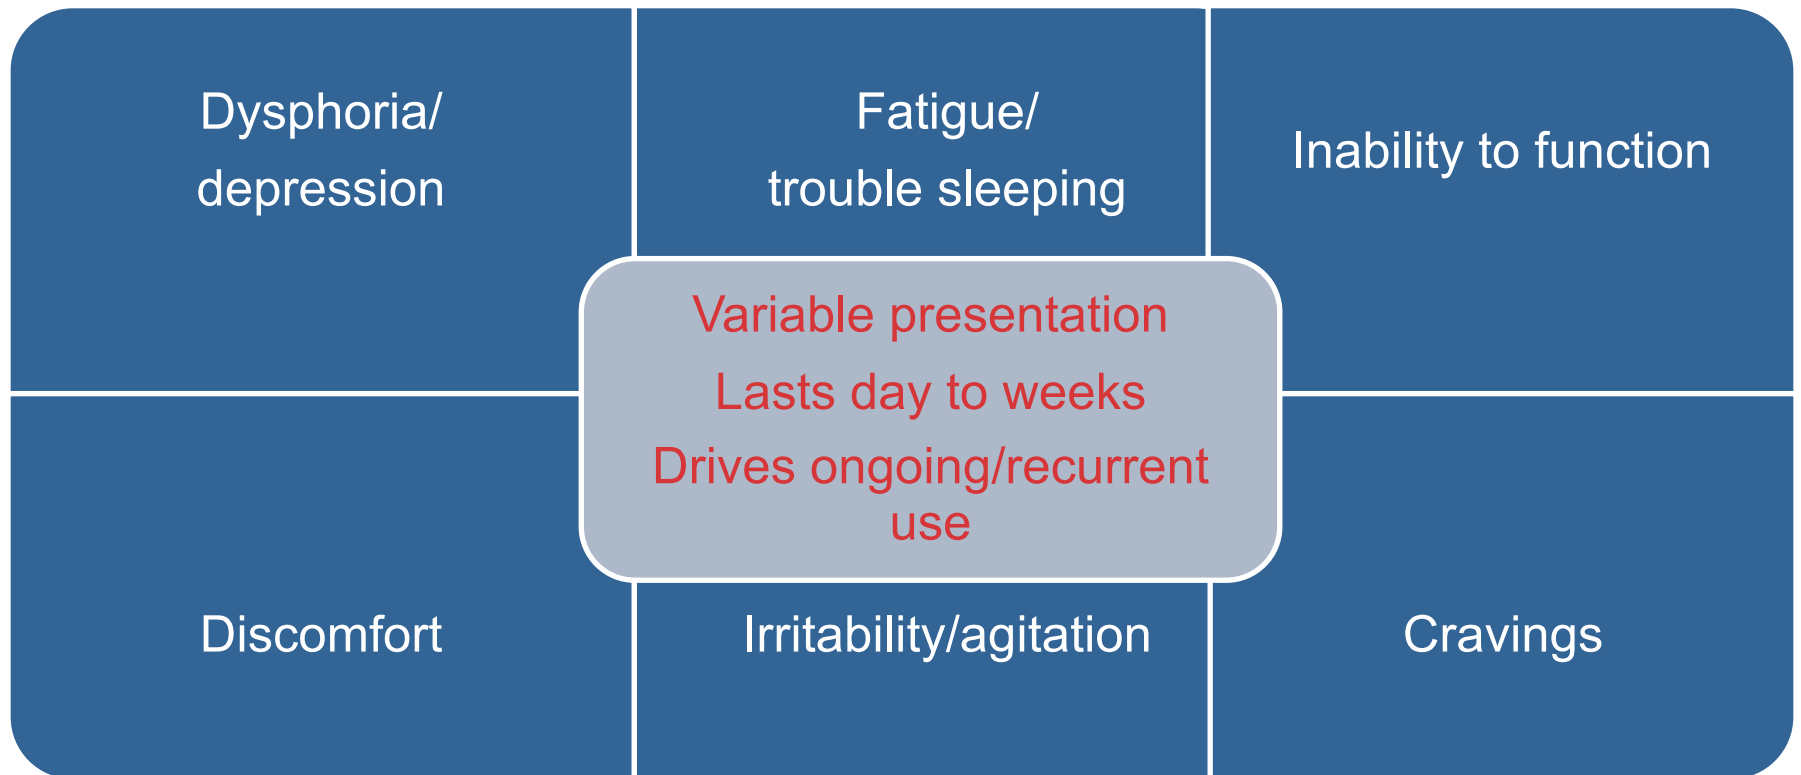 Dysphoria/
depression
Fatigue/
trouble sleeping
Inability to function
Variable presentation
Lasts day to weeks
Drives ongoing/recurrent
use
Discomfort
Irritability/agitation
Cravings